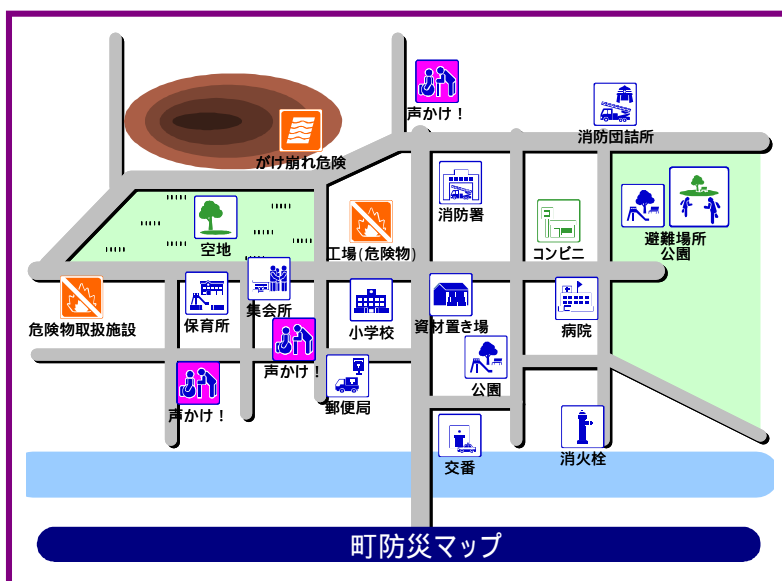 声かけ！
消防団詰所
がけ崩れ危険
消防署
空地
工場(危険物)
コンビニ
避難場所
公園
危険物取扱施設
保育所
集会所
小学校
資材置き場
病院
声かけ！
公園
声かけ！
郵便局
交番
消火栓
町防災マップ